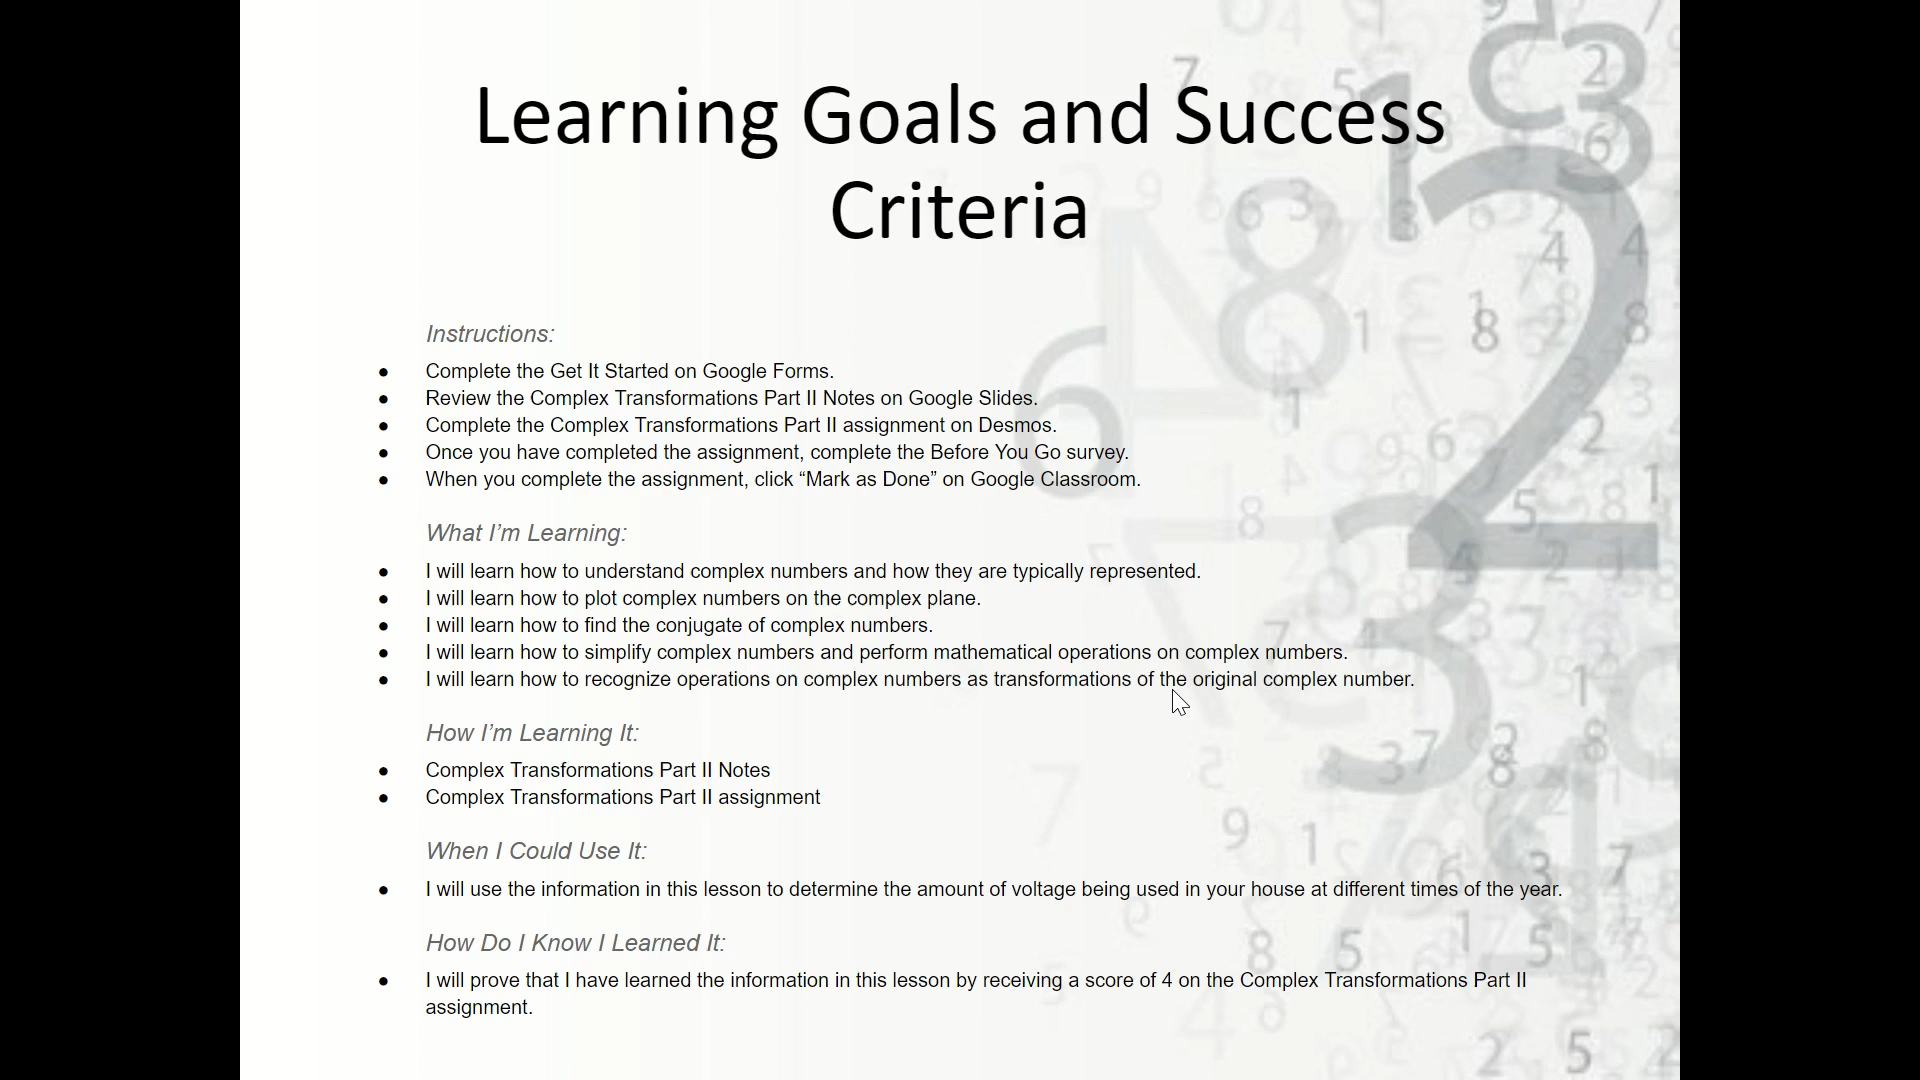 Learning Goals and Success
Criteria
Instructions:
● Complete the Get It Started on Google Forms.
● Review the Complex Transformations Part II Notes on Google Slides.
● Complete the Complex Transformations Part II assignment on Desmos.
● Once you have completed the assignment, complete the Before You Go survey.
● When you complete the assignment, click “Mark as Done” on Google Classroom.
What I’m Learning:
● I will learn how to understand complex numbers and how they are typically represented.
● I will learn how to plot complex numbers on the complex plane.
● I will learn how to find the conjugate of complex numbers.
● I will learn how to simplify complex numbers and perform mathematical operations on complex numbers.
● I will learn how to recognize operations on complex numbers as transformations of the original complex number.
How I’m Learning It:
● Complex Transformations Part II Notes
● Complex Transformations Part II assignment
When I Could Use It:
● I will use the information in this lesson to determine the amount of voltage being used in your house at different times of the year.
How Do I Know I Learned It:
● I will prove that I have learned the information in this lesson by receiving a score of 4 on the Complex Transformations Part II
assignment.